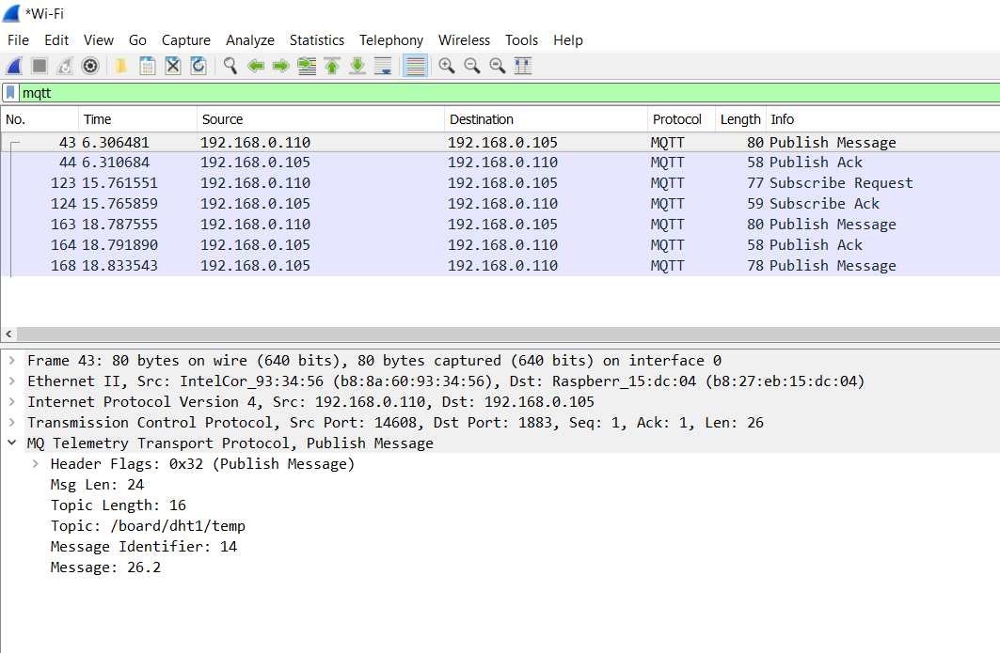 *Wi-Fi
File Edit View Go Capture Analyze Statistics Telephony Wireless Tools Help
mqtt
No. Time Source Destination Protocol Length Info
43 6.306481 192.168.0.110 192.168.0.105 MQTT 80 Publish Message
44 6.310684 192.168.0.105 192.168.0.110 MQTT 58 Publish Ack
123 15.761551 192.168.0.110 192.168.0.105 MQTT 77 Subscribe Request
124 15.765859 192.168.0.105 192.168.0.110 MQTT 59 Subscribe Ack
163 18.787555 192.168.0.110 192.168.0.105 MQTT 80 Publish Message
164 18.791890 192.168.0.105 192.168.0.110 MQTT 58 Publish Ack
168 18.833543 192.168.0.105 192.168.0.110 MQTT 78 Publish Message
Frame 43: 80 bytes on wire (640 bits), 80 bytes captured (640 bits) on interface 0
Ethernet II, Src: IntelCor_93:34:56 (b8:8a:60:93:34:56), Dst: Raspberr_15:dc:04 (b8:27:eb:15:dc:04)
Internet Protocol Version 4, Src: 192.168.0.110, Dst: 192.168.0.105
Transmission Control Protocol, Src Port: 14608, Dst Port: 1883, Seq: 1, Ack: 1, Len: 26
MQ Telemetry Transport Protocol, Publish Message
Header Flags: 0x32 (Publish Message)
Msg Len: 24
Topic Length: 16
Topic: /board/dht1/temp
Message Identifier: 14
Message: 26.2